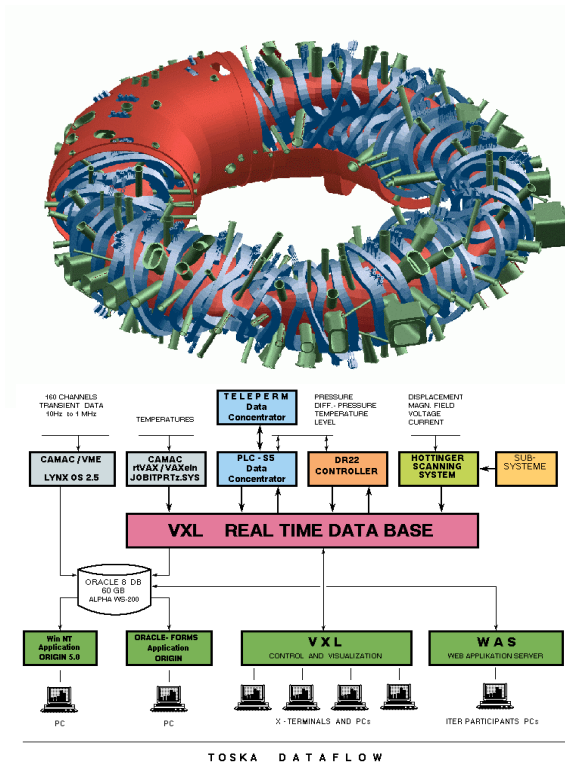 160 CHANNELS
TRANSIENT DATA
10Hz to 1 MHz
TEMPERATURES
TELEPERM
Data
Concentrator
PRESSURE
DIFF.- PRESSURE
TEMPERATURE
LEVEL
DISPLACEMENT
MAGN. FIELD
VOLTAGE
CURRENT
CAMAC / VME
LYNX OS 2.5
CAMAC
rtVAX / VAXeln
JOBITPRTz.SYS
PLC - S5
Data
Concentrator
DR22
CONTROLLER
HOTTINGER
SCANNING
SYSTEM
SUB-
SYSTEME
VXL REAL TIME DATA BASE
ORACLE 8 DB
60 GB
ALPHA WS-200
Win NT
Application
ORIGIN 5.0
ORACLE- FORMS
Application
ORIGIN
VXL
CONTROL AND VISUALIZATION
WAS
WEB APPLIKATION SERVER
PC
PC
X - TERMINALS AND PCs
ITER PARTICIPANTS PCs
TOSKA DATAFLOW